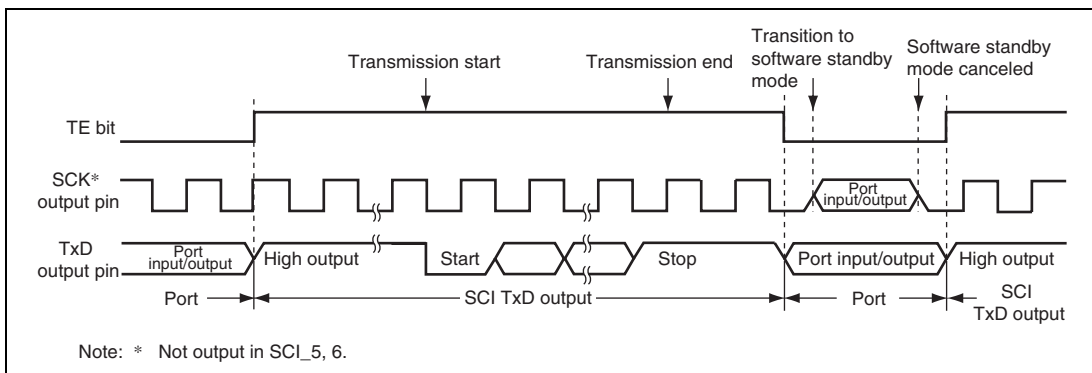 Transition to
software standby
mode
Software standby
mode canceled
Transmission start
Transmission end
TE bit
SCK*
output pin
Port
input/output
TxD
output pin
Port
input/output
High output
Start
Stop
Port input/output
High output
Port
SCI TxD output
Port
SCI
TxD output
Note: * Not output in SCI_5, 6.